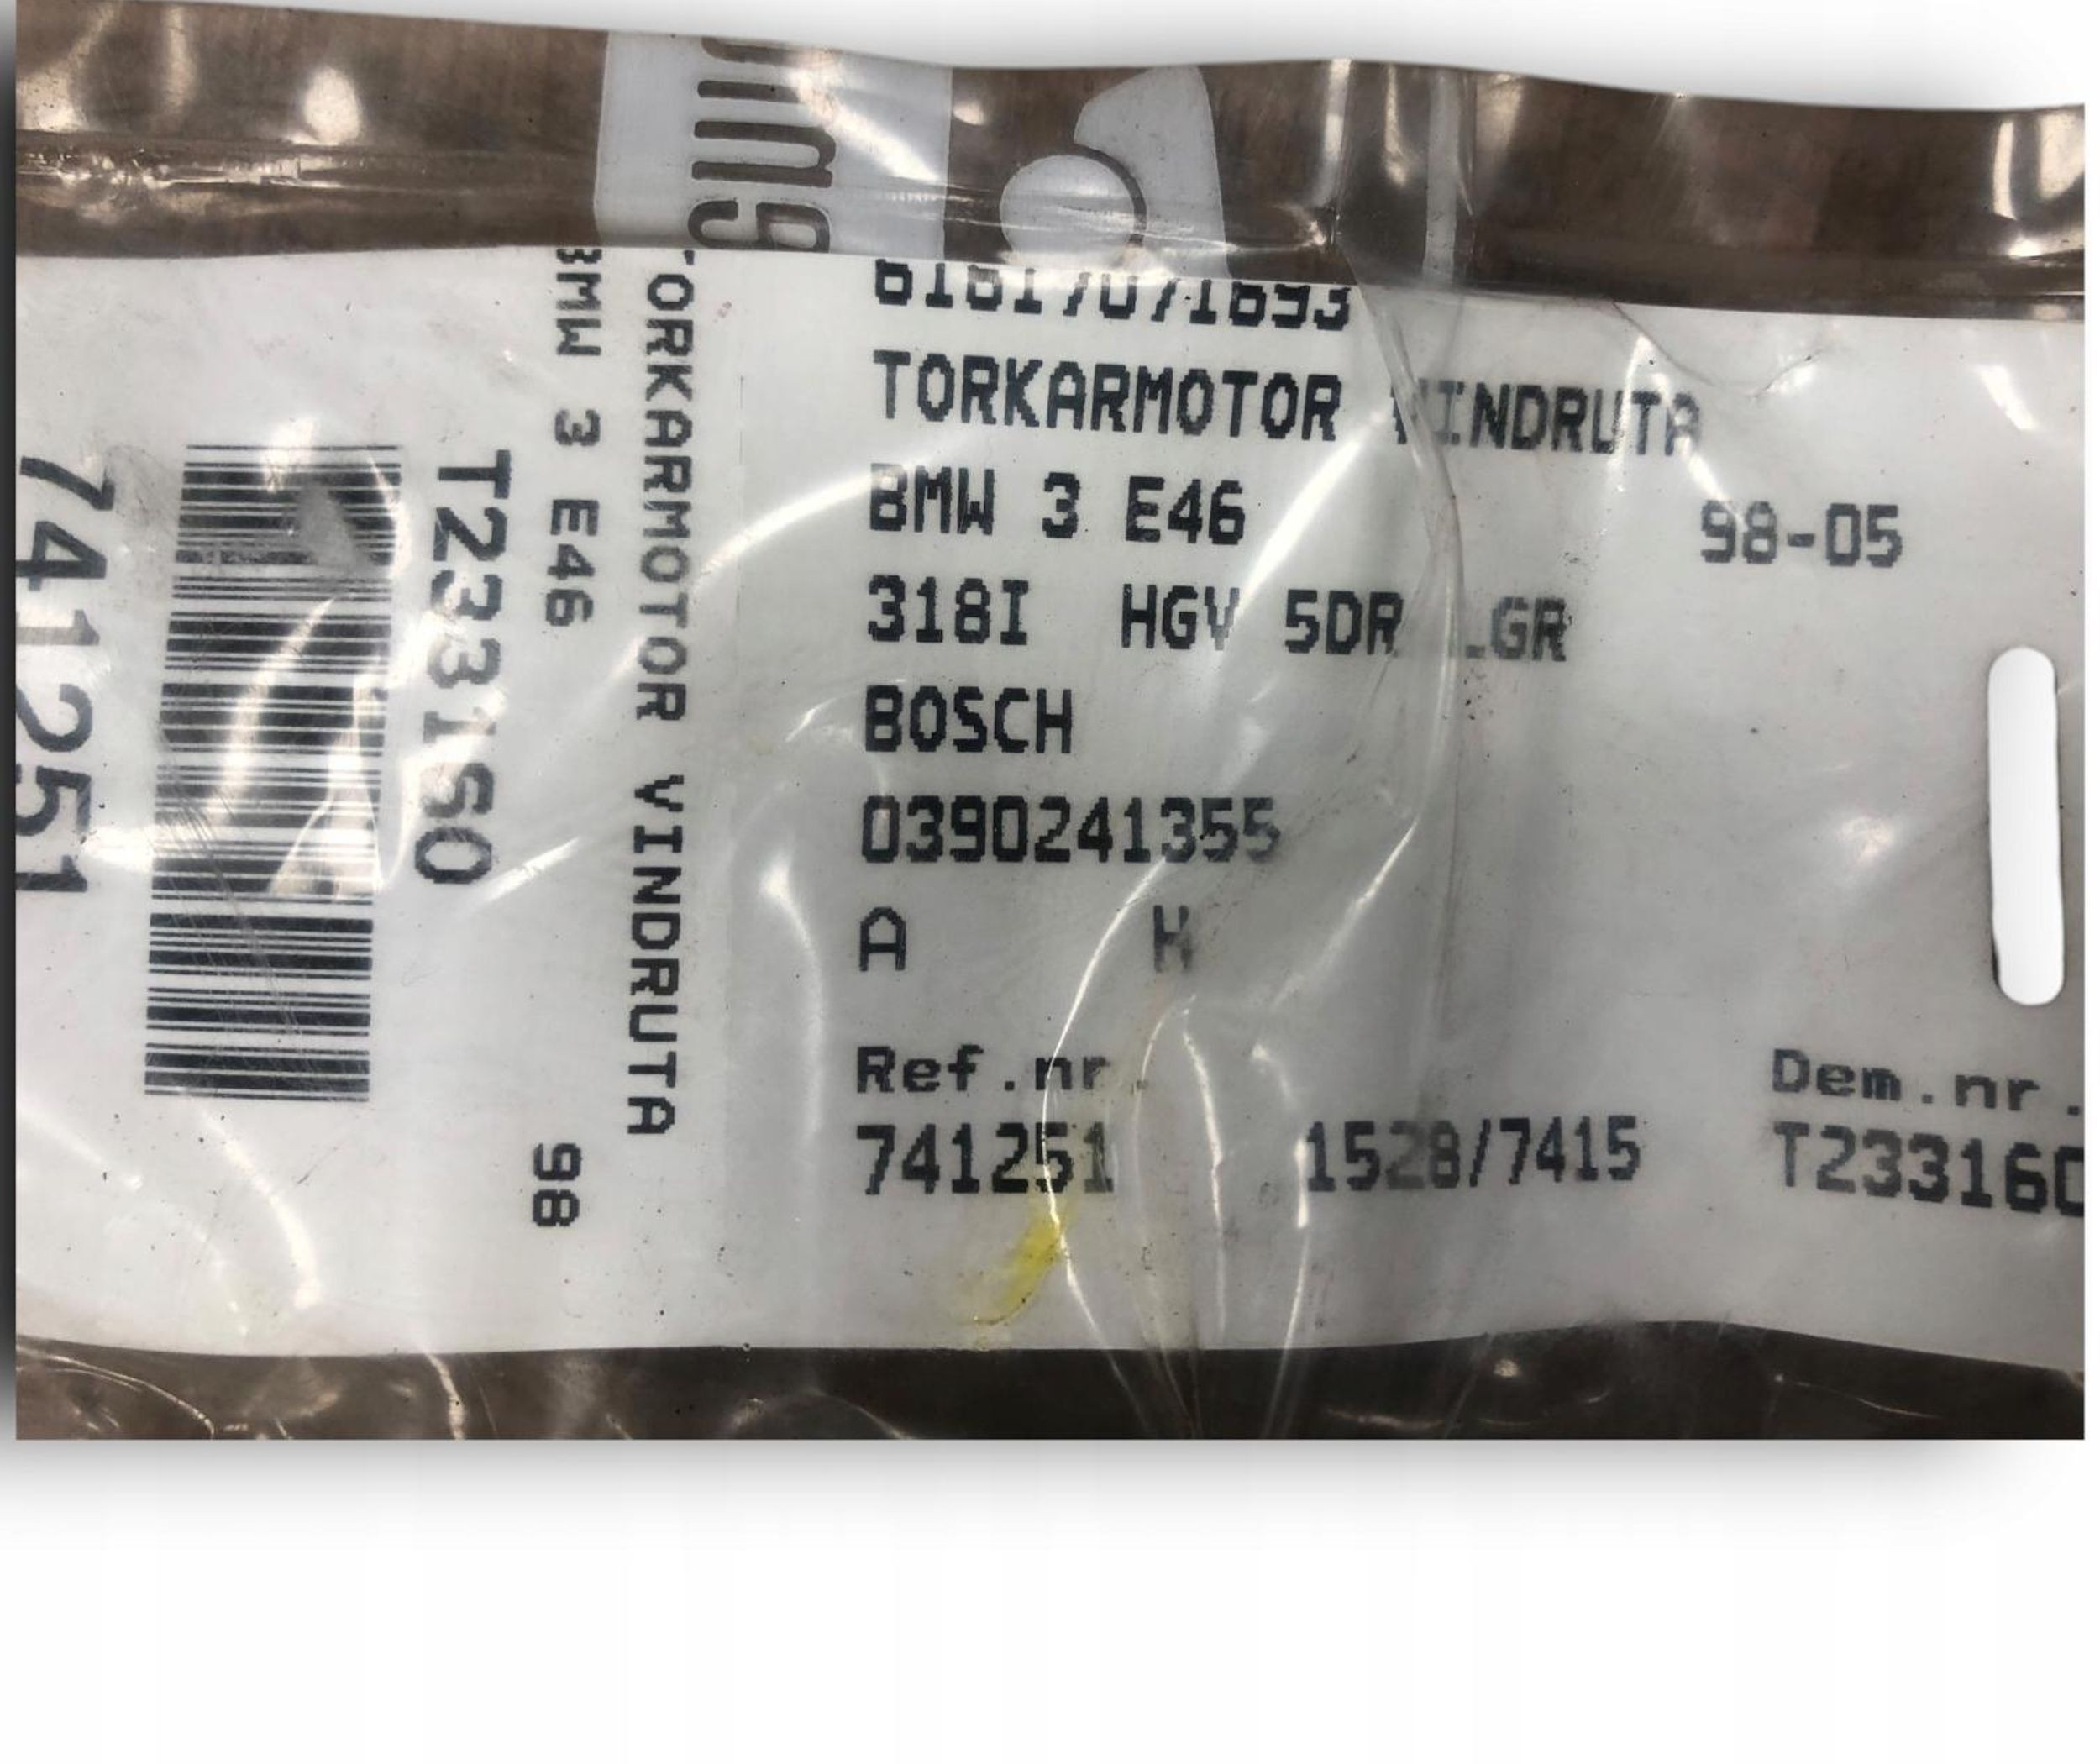 TORKARMOTOR VINDRUTA
BMW 3 E46 98-05
318I HGV 5DR LGR
BOSCH
0390241355
A H
Ref.nr. Dem.nr.
741251 1528/7415 T233160
TORKARMOTOR VINDRUTA
BMW 3 E46 98
T233160
741251